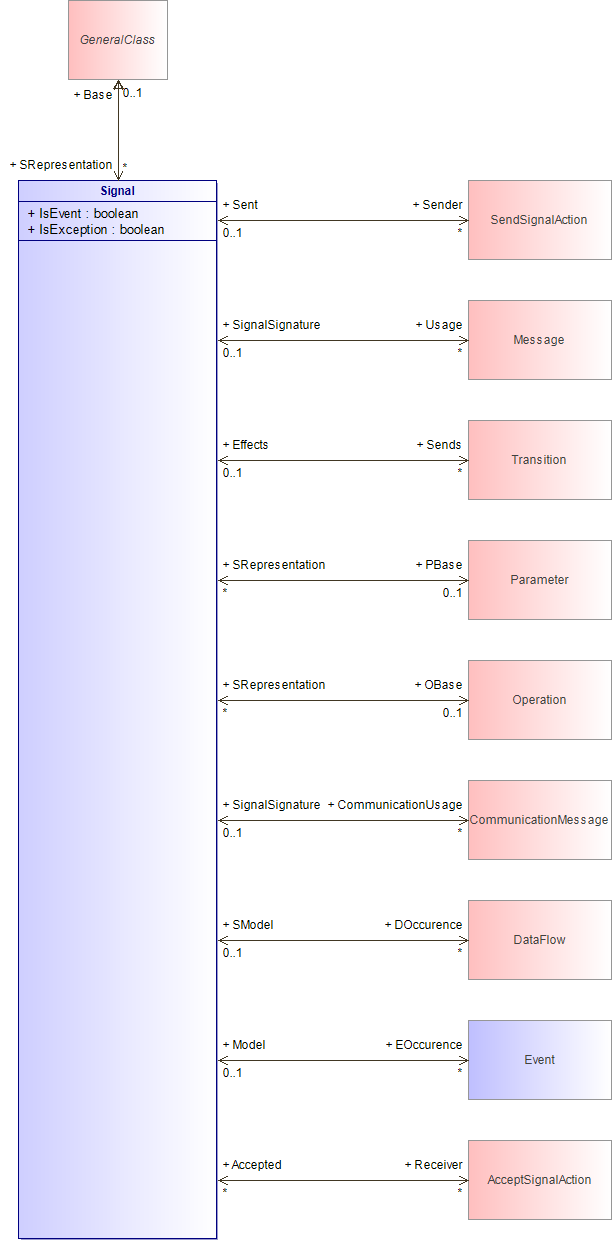 GeneralClass
+ Base
0..1
+ SRepresentation
*
Signal
+ IsEvent : boolean
+ IsException : boolean
+ Sent
+ Sender
0..1
*
SendSignalAction
+ SignalSignature
+ Usage
0..1
*
Message
+ Effects
+ Sends
0..1
*
Transition
+ SRepresentation
+ PBase
*
0..1
Parameter
+ SRepresentation
+ OBase
*
0..1
Operation
+ SignalSignature
+ CommunicationUsage
0..1
*
CommunicationMessage
+ SModel
+ DOccurence
0..1
*
DataFlow
+ Model
+ EOccurence
0..1
*
Event
+ Accepted
+ Receiver
*
*
AcceptSignalAction